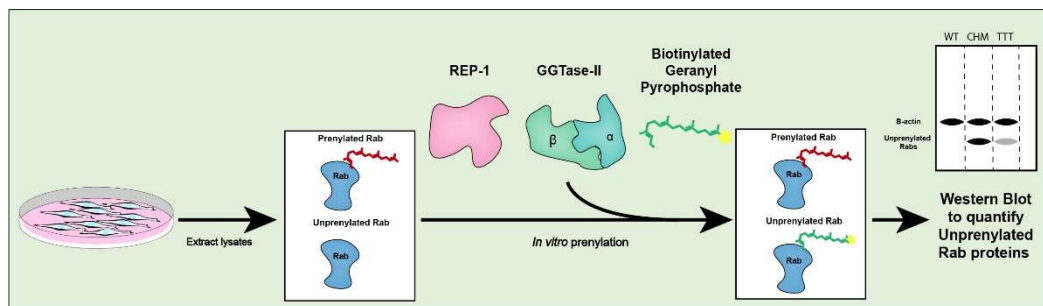 Extract lysates
Prenylated Rab
Rab
Unprenylated Rab
Rab
REP-1
GGTase-II
β
α
Biotinylated
Geranyl
Pyrophosphate
In vitro prenylation
Prenylated Rab
Rab
Unprenylated Rab
Rab
WT CHM TTT
B-actin
Unprenylated
Rabs
Western Blot
to quantify
Unprenylated
Rab proteins